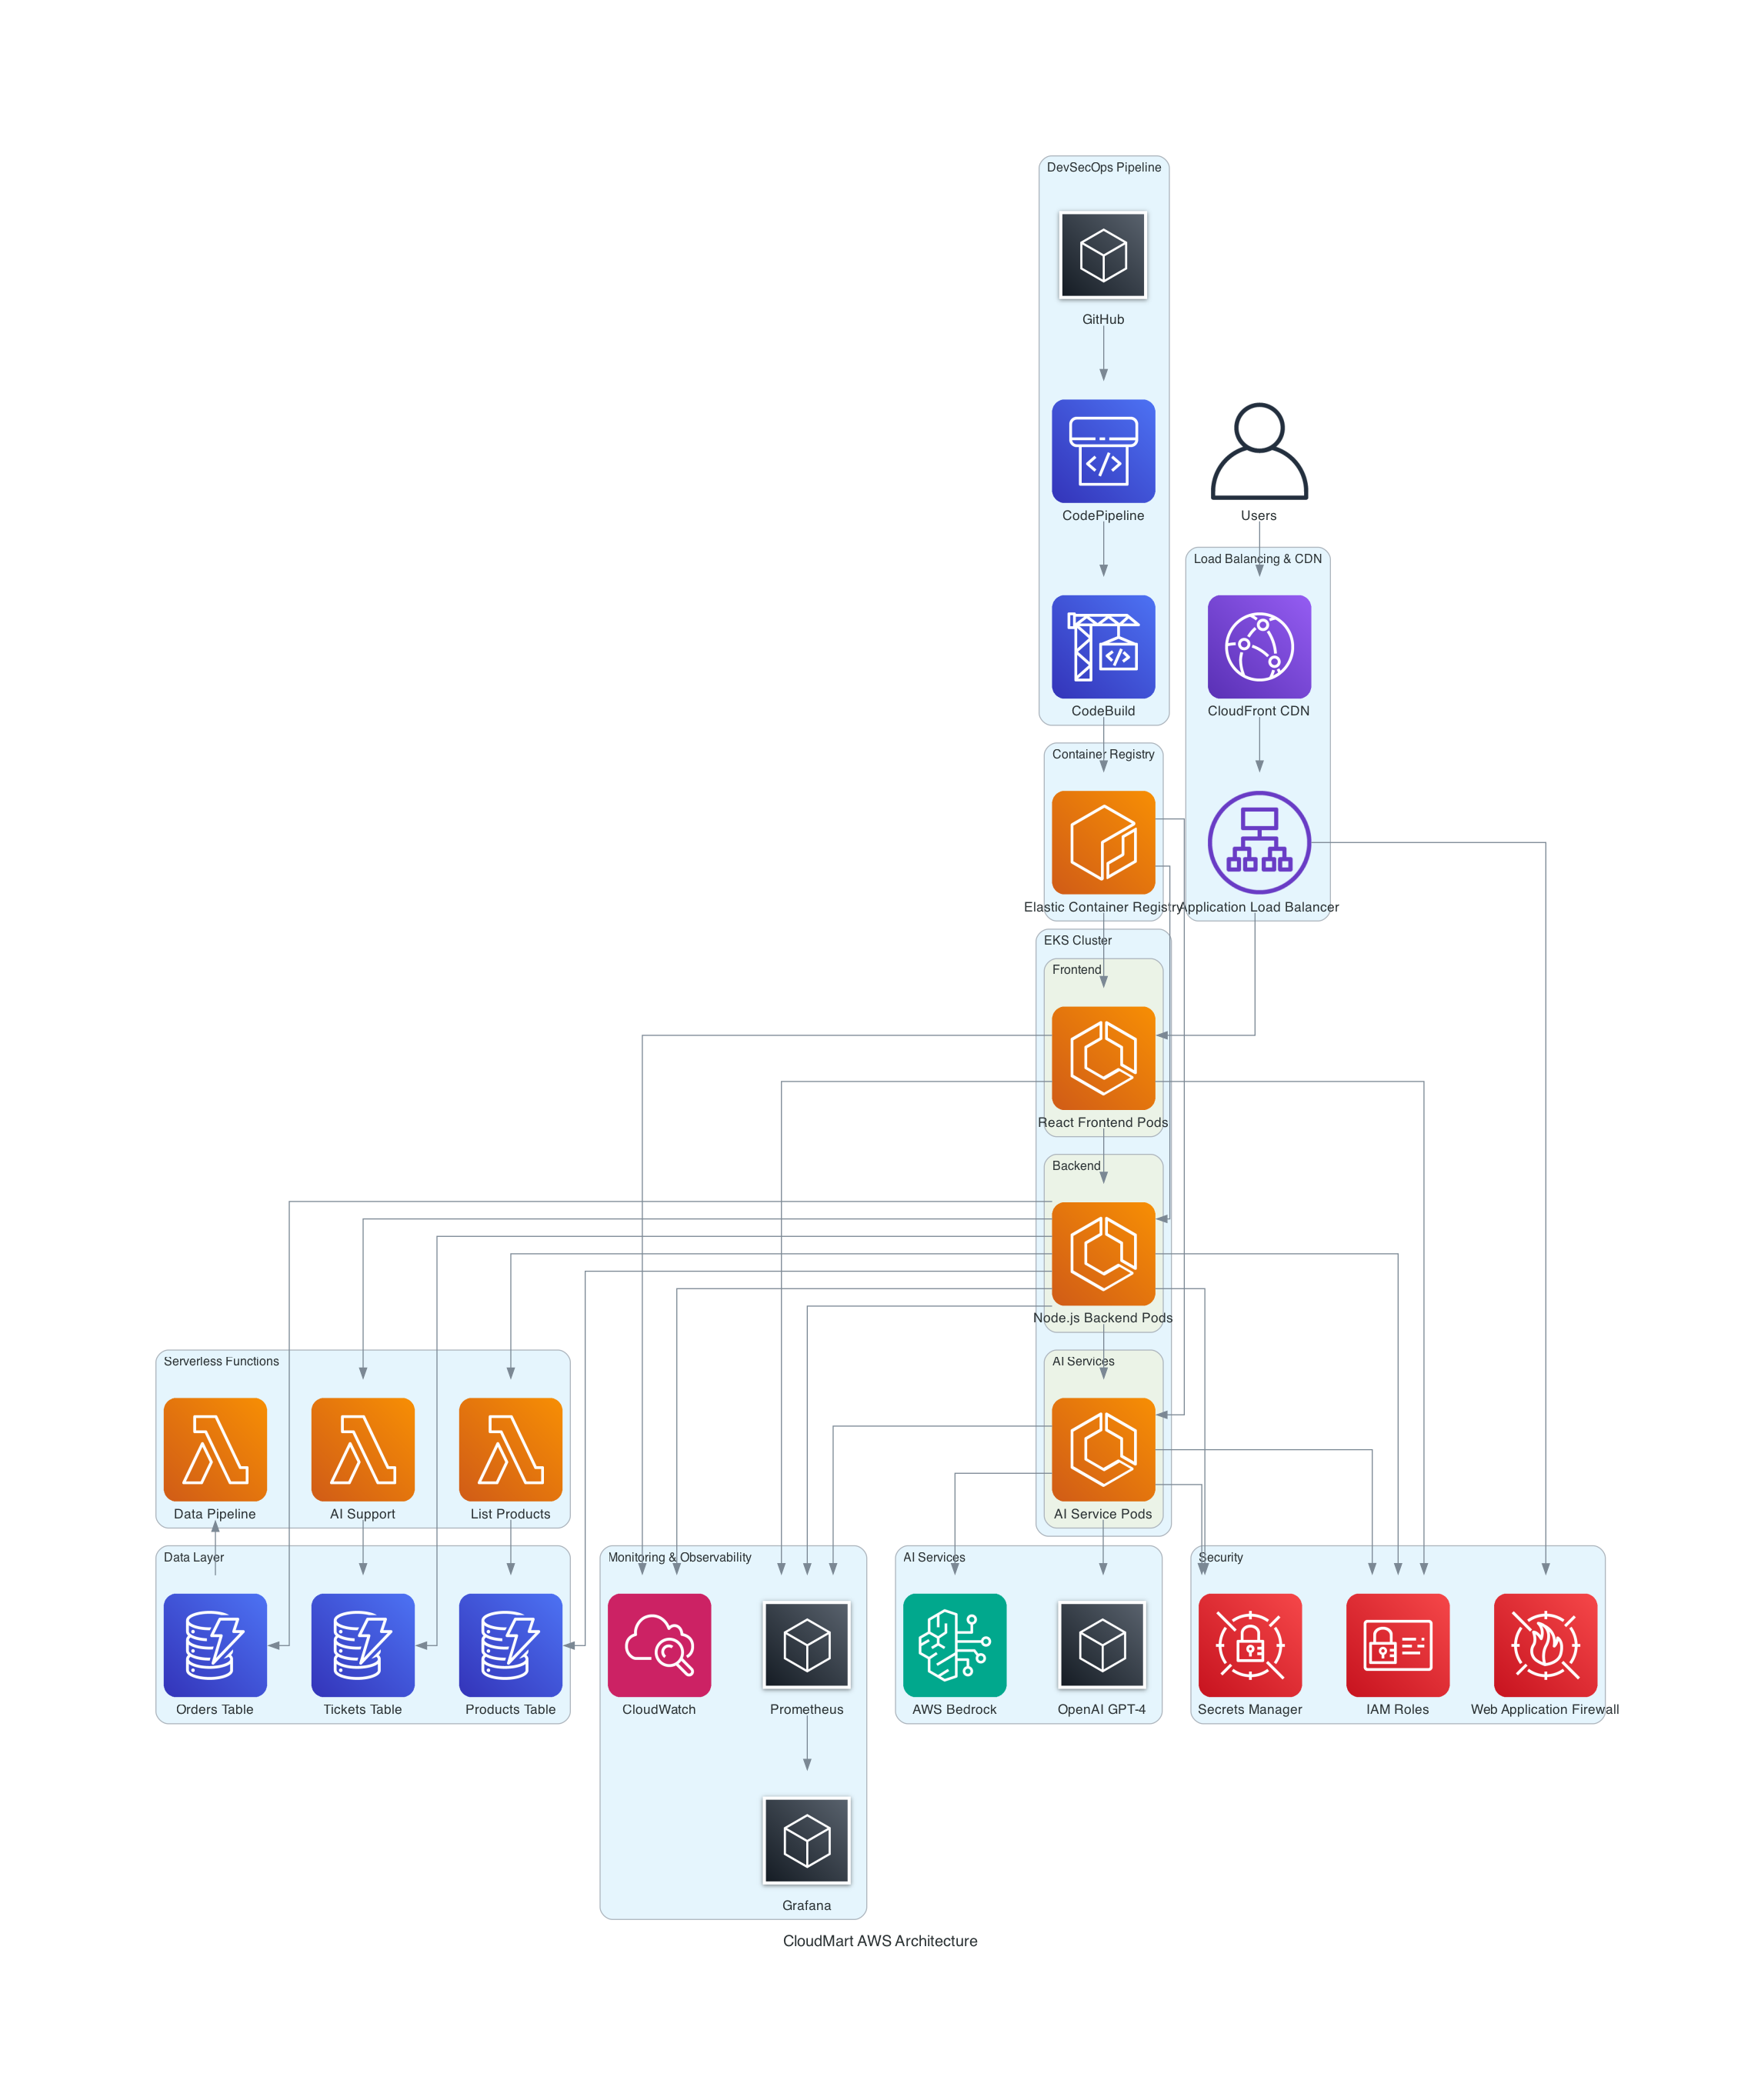 DevSecOps Pipeline
GitHub
CodePipeline
Users
Load Balancing & CDN
CodeBuild
CloudFront CDN
Container Registry
Elastic Container Registry
Application Load Balancer
EKS Cluster
Frontend
React Frontend Pods
Backend
Node.js Backend Pods
Serverless Functions
AI Services
Data Pipeline
AI Support
List Products
AI Service Pods
Data Layer
Monitoring & Observability
AI Services
Security
Orders Table
Tickets Table
Products Table
CloudWatch
Prometheus
AWS Bedrock
OpenAI GPT-4
Secrets Manager
IAM Roles
Web Application Firewall
Grafana
CloudMart AWS Architecture